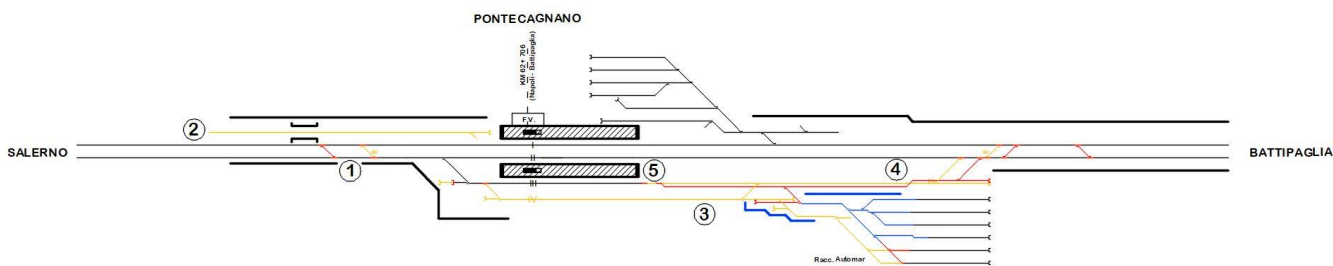 PONTECAGNANO
KM 62+706
(Napoli- Battipaglia)
F.V.
2
SALERNO
I
II
III
IV
1
5
4
3
BATTIPAGLIA
Racc. Automar